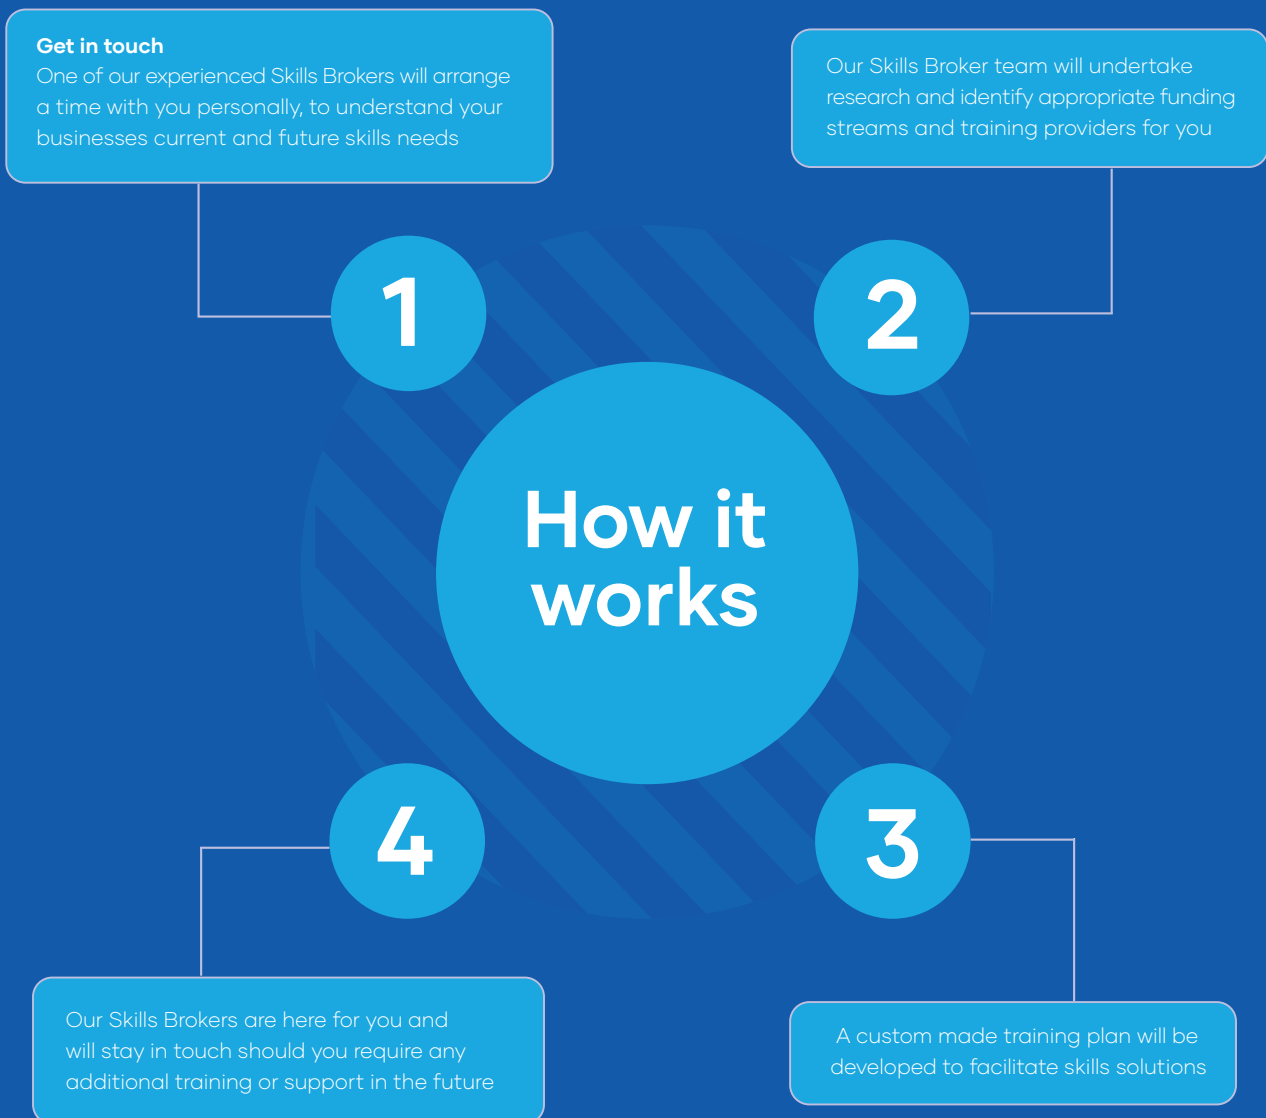 Get in touch
One of our experienced Skills Brokers will arrange
a time with you personally, to understand your
businesses current and future skills needs
Our Skills Broker team will undertake
research and identify appropriate funding
streams and training providers for you
1
2
How it
works
4
3
Our Skills Brokers are here for you and
will stay in touch should you require any
additional training or support in the future
A custom made training plan will be
developed to facilitate skills solutions